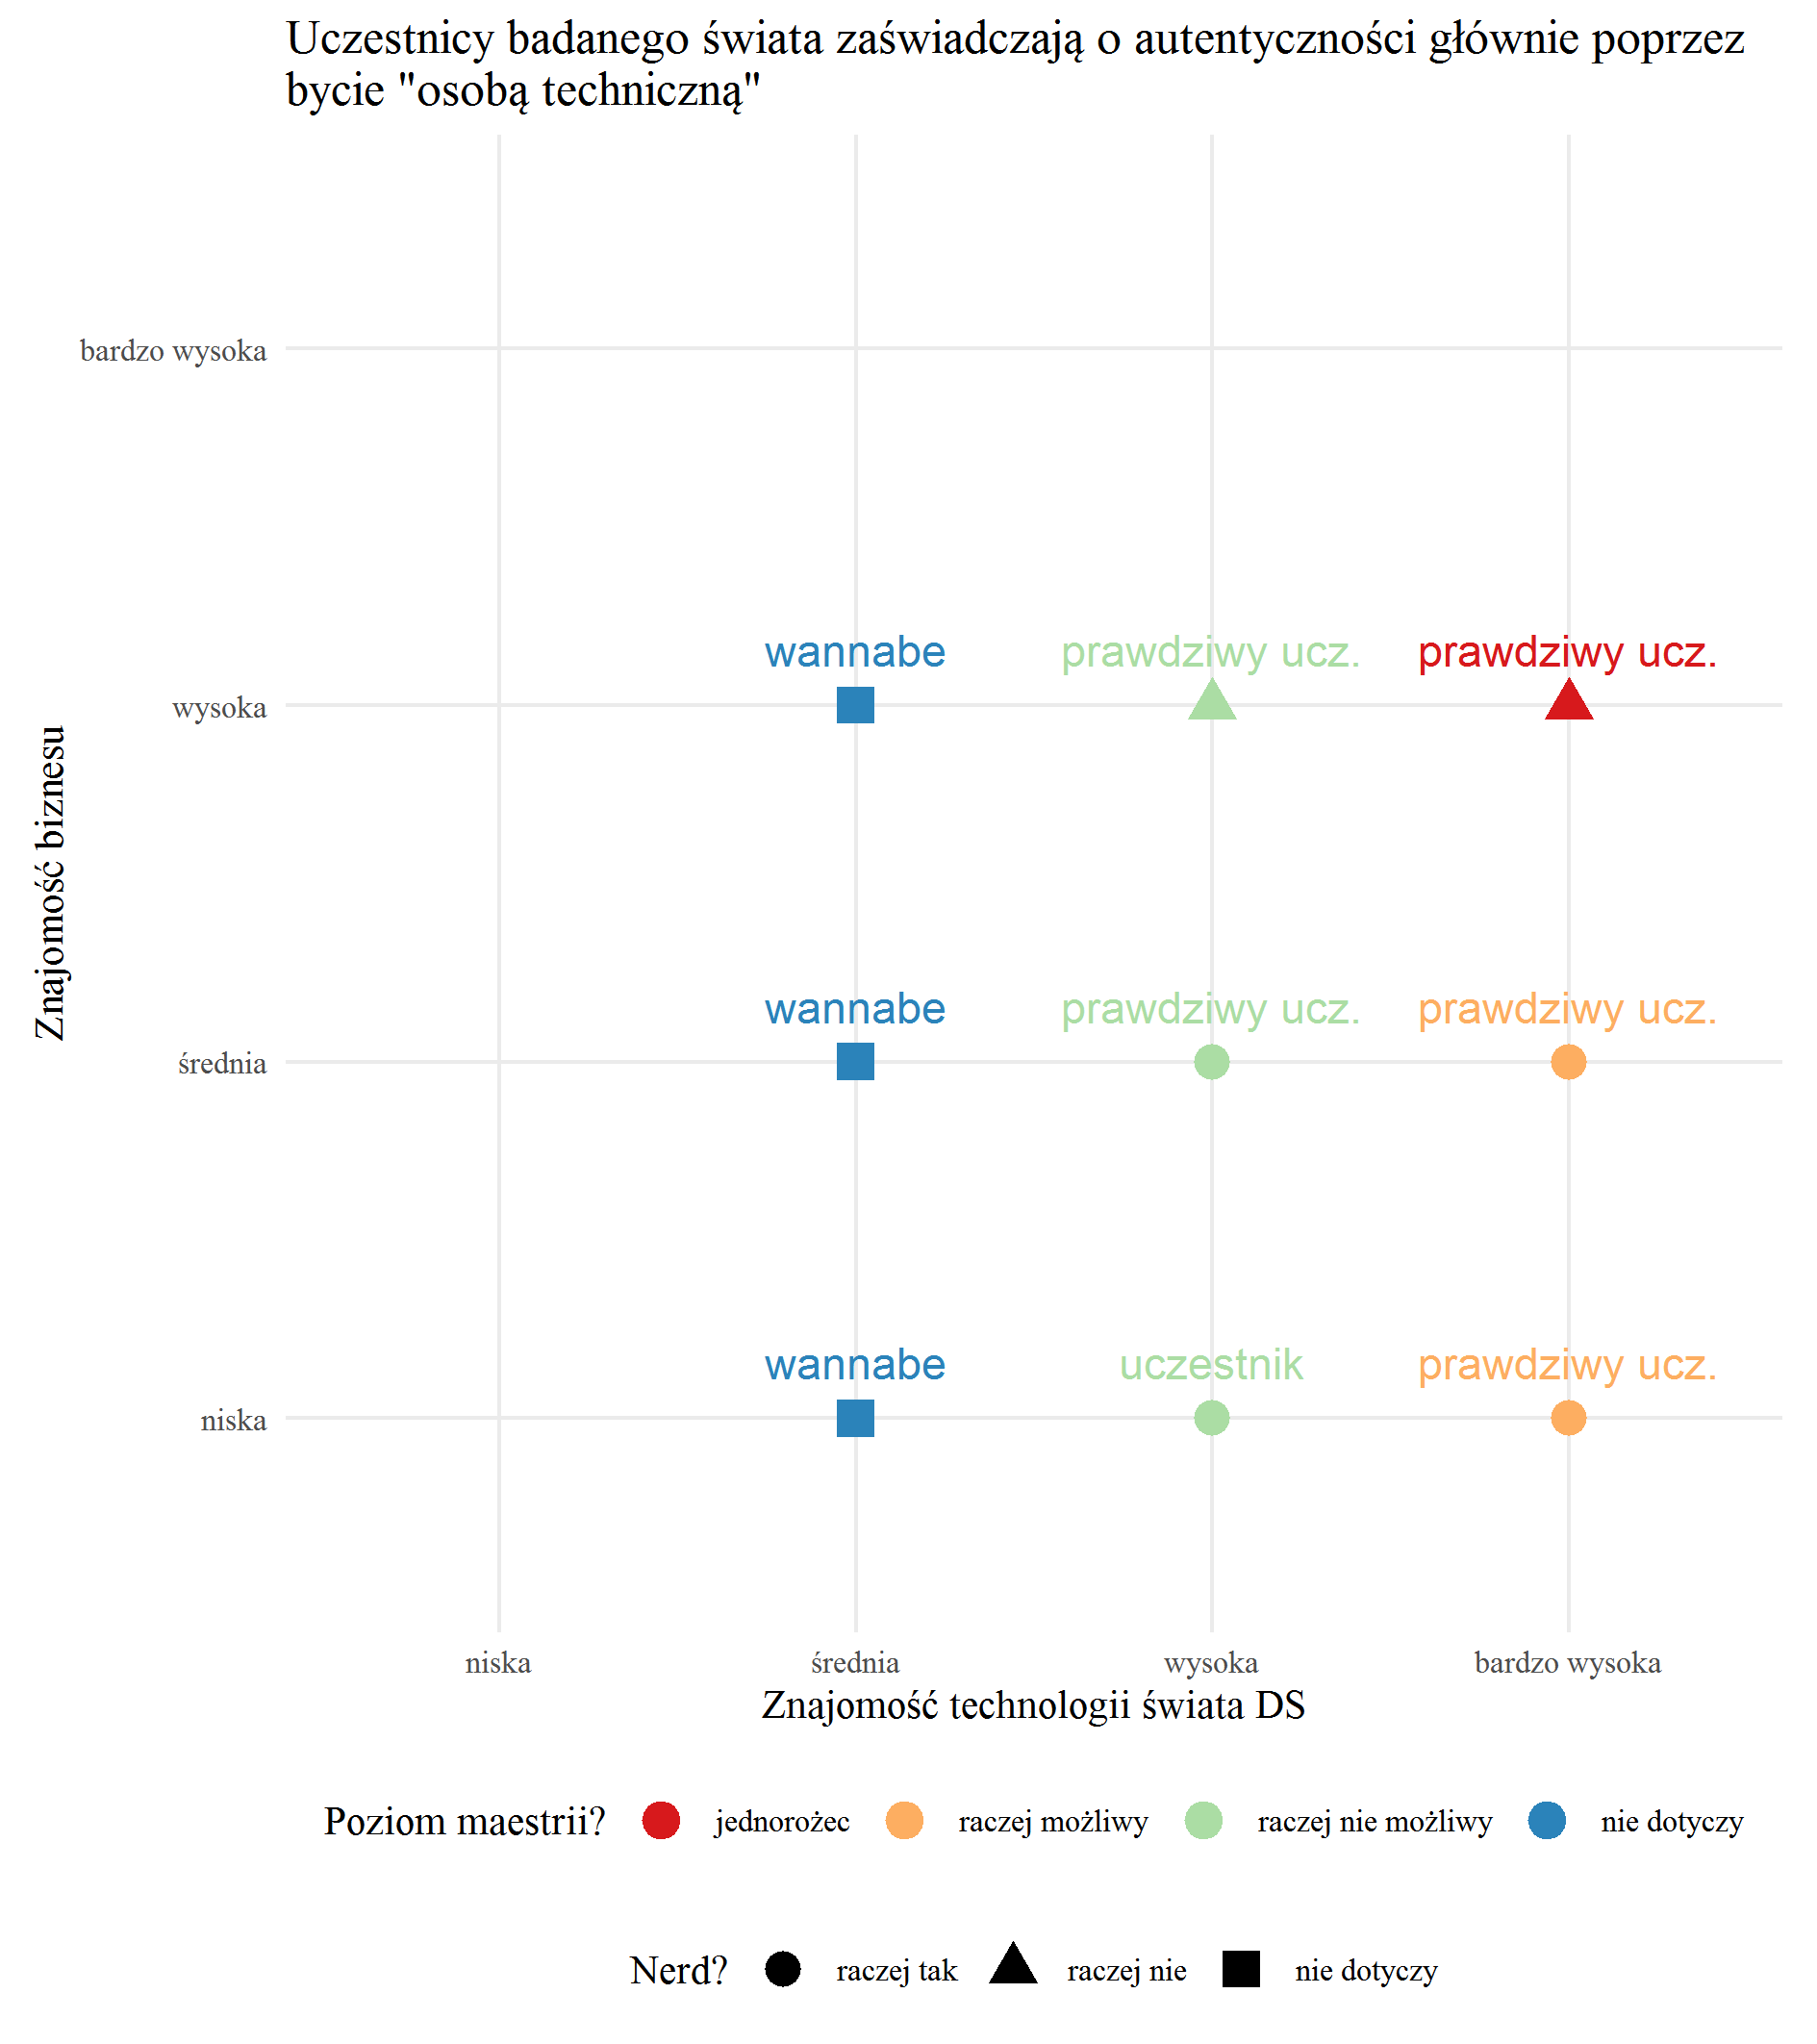 Uczestnicy badanego świata zaświadczają o autentyczności głównie poprzez
bycie "osobą techniczną"
bardzo wysoka
wannabe prawdziwy ucz. prawdziwy ucz.
wysoka
Znajomość biznesu
wannabe prawdziwy ucz. prawdziwy ucz.
średnia
wannabe uczestnik prawdziwy ucz.
niska
niska średnia wysoka bardzo wysoka
Znajomość technologii świata DS
Poziom maestrii? jednorożec raczej możliwy raczej nie możliwy nie dotyczy
Nerd? raczej tak raczej nie nie dotyczy